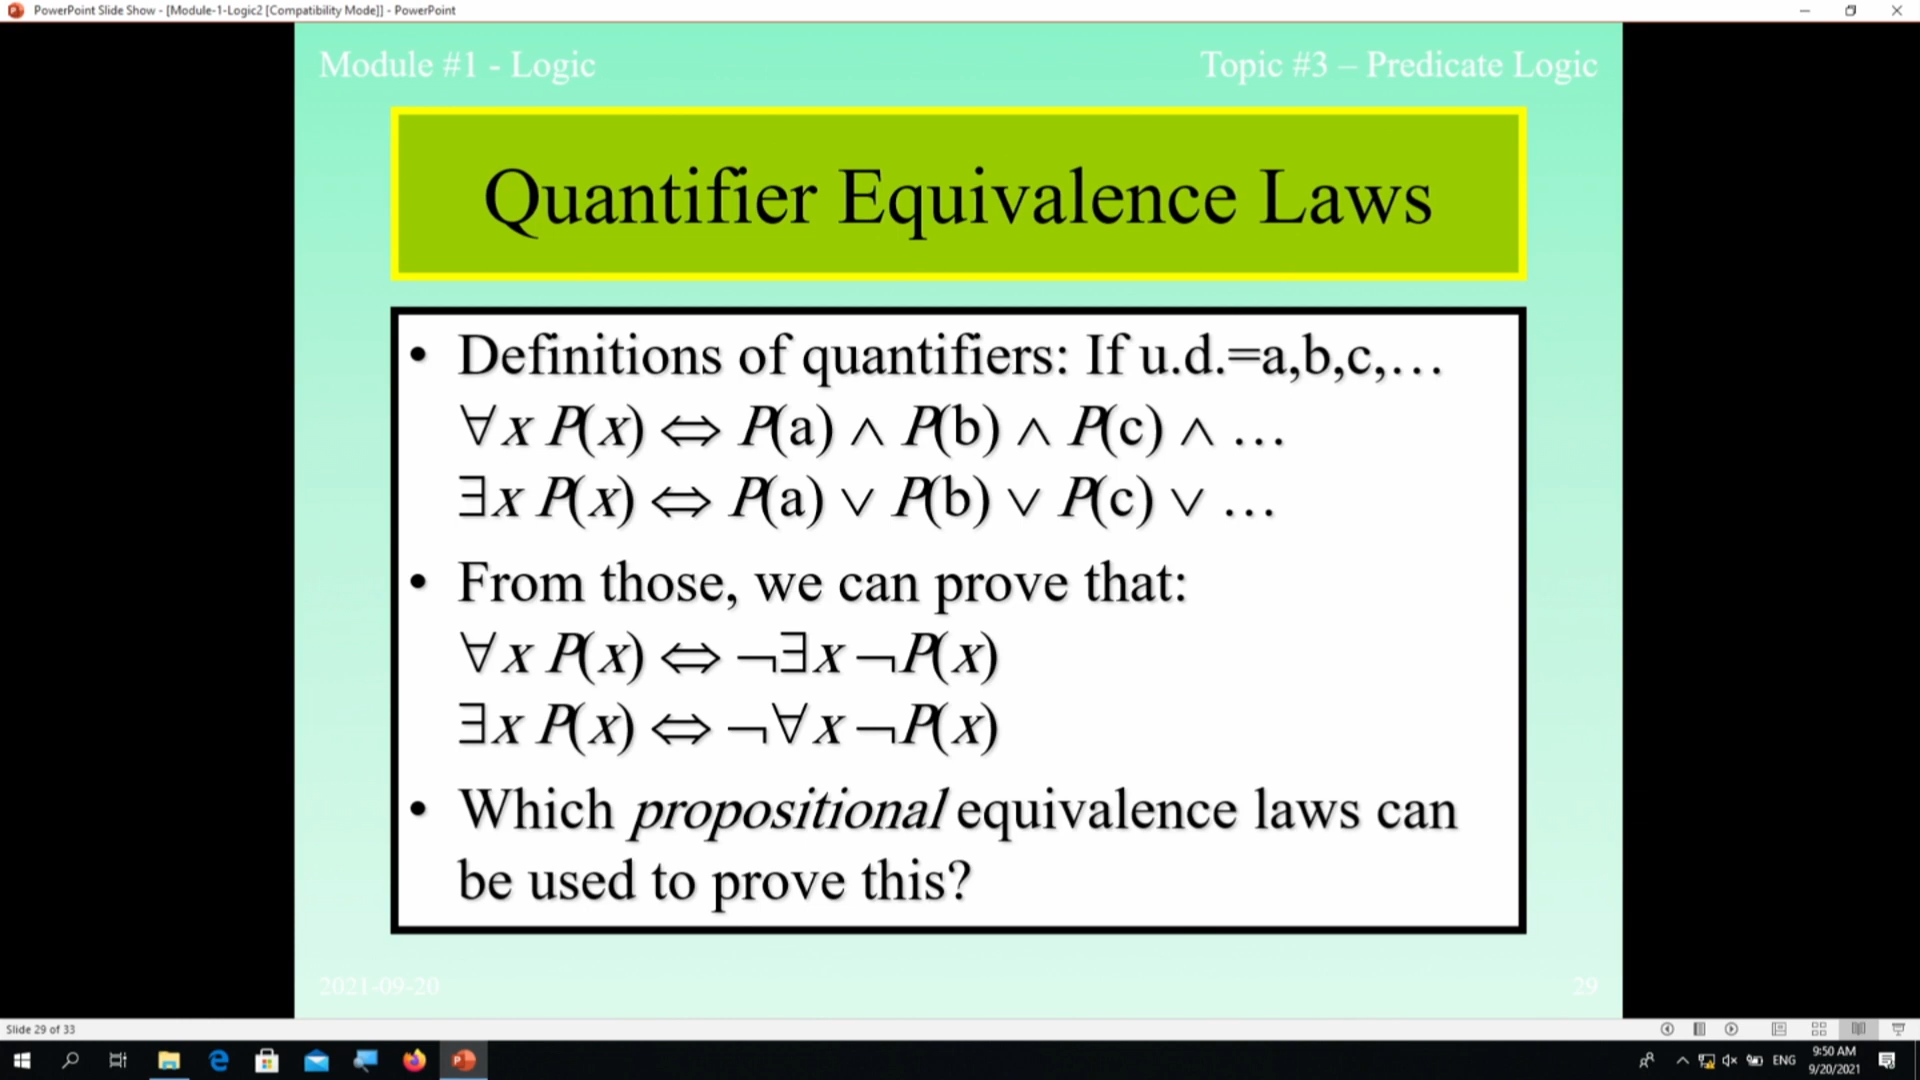 PowerPoint Slide Show - [Module-1-Logic2 [Compatibility Mode]] - PowerPoint
Module #1 - Logic
Topic #3 – Predicate Logic
Quantifier Equivalence Laws
• Definitions of quantifiers: If u.d.=a,b,c,…
∀x P(x) ⇔ P(a) ∧ P(b) ∧ P(c) ∧ …
∃x P(x) ⇔ P(a) ∨ P(b) ∨ P(c) ∨ …
• From those, we can prove that:
∀x P(x) ⇔ ¬∃x ¬P(x)
∃x P(x) ⇔ ¬∀x ¬P(x)
• Which propositional equivalence laws can
be used to prove this?
2021-09-20
29
Slide 29 of 33
ENG
9:50 AM
9/20/2021